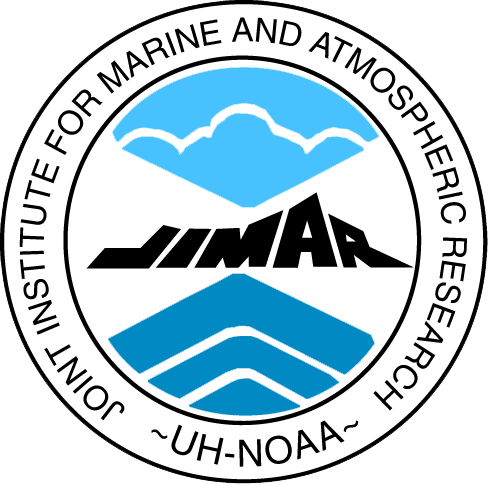 JOINT INSTITUTE FOR MARINE AND ATMOSPHERIC RESEARCH
JIMAR
~UH-NOAA~